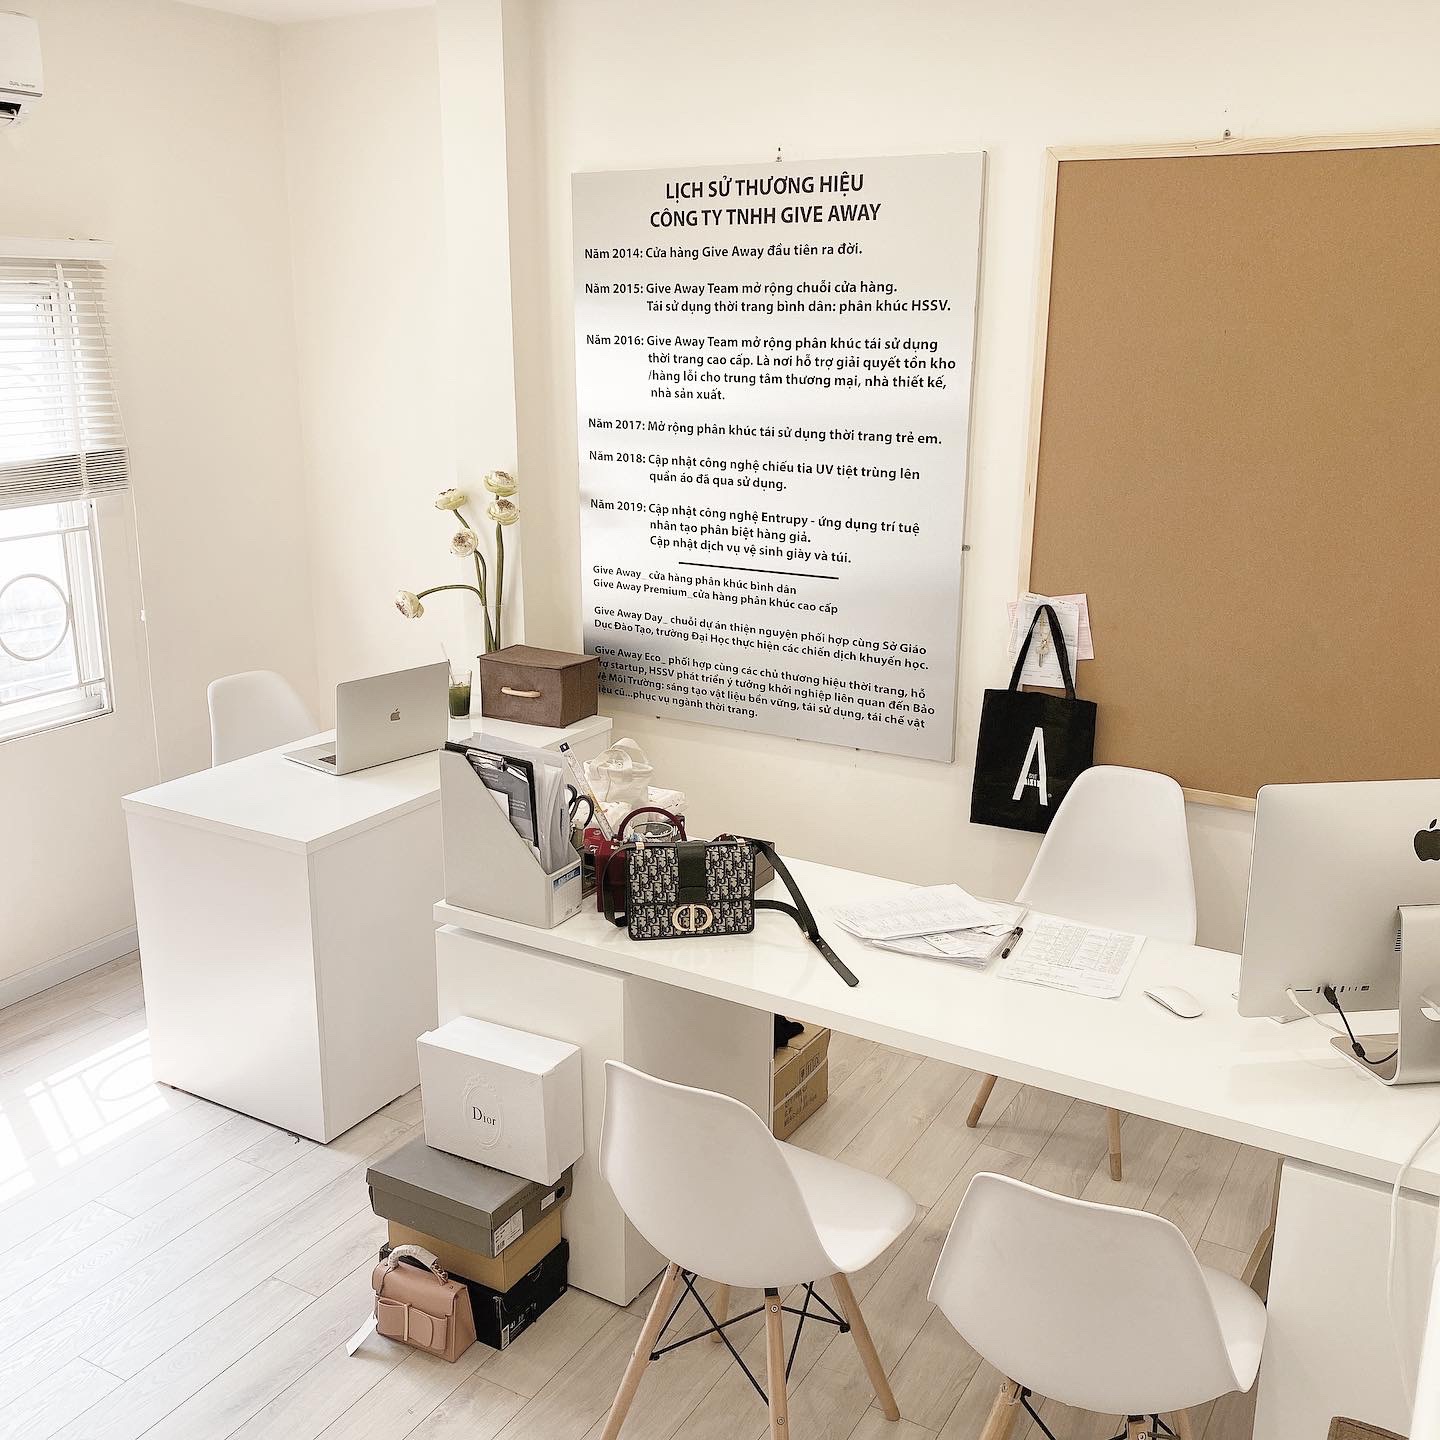 LỊCH SỬ THƯƠNG HIỆU
CÔNG TY TNHH GIVE AWAY
Năm 2014: Cửa hàng Give Away đầu tiên ra đời.
Năm 2015: Give Away Team mở rộng chuỗi cửa hàng.
Tái sử dụng thời trang bình dân: phân khúc HSSV.
Năm 2016: Give Away Team mở rộng phân khúc tái sử dụng
thời trang cao cấp. Là nơi hỗ trợ giải quyết tồn kho
/hàng lỗi cho trung tâm thương mại, nhà thiết kế,
nhà sản xuất.
Năm 2017: Mở rộng phân khúc tái sử dụng thời trang trẻ em.
Năm 2018: Cập nhật công nghệ chiếu tia UV tiệt trùng lên
quần áo đã qua sử dụng.
Năm 2019: Cập nhật công nghệ Entrupy - ứng dụng trí tuệ
nhân tạo phân biệt hàng giả.
Cập nhật dịch vụ vệ sinh giày và túi.
Give Away_ cửa hàng phân khúc bình dân
Give Away Premium_cửa hàng phân khúc cao cấp
Give Away Day_ chuỗi dự án thiện nguyện phối hợp cùng Sở Giáo
Dục Đào Tạo, trường Đại Học thực hiện các chiến dịch khuyến học.
Give Away Eco_ phối hợp cùng các chủ thương hiệu thời trang, hỗ
trợ startup, HSSV phát triển ý tưởng khởi nghiệp liên quan đến Bảo
Vệ Môi Trường: sáng tạo vật liệu bền vững, tái sử dụng, tái chế vật
liệu cũ...phục vụ ngành thời trang.
A
GIVE
CD
Dior